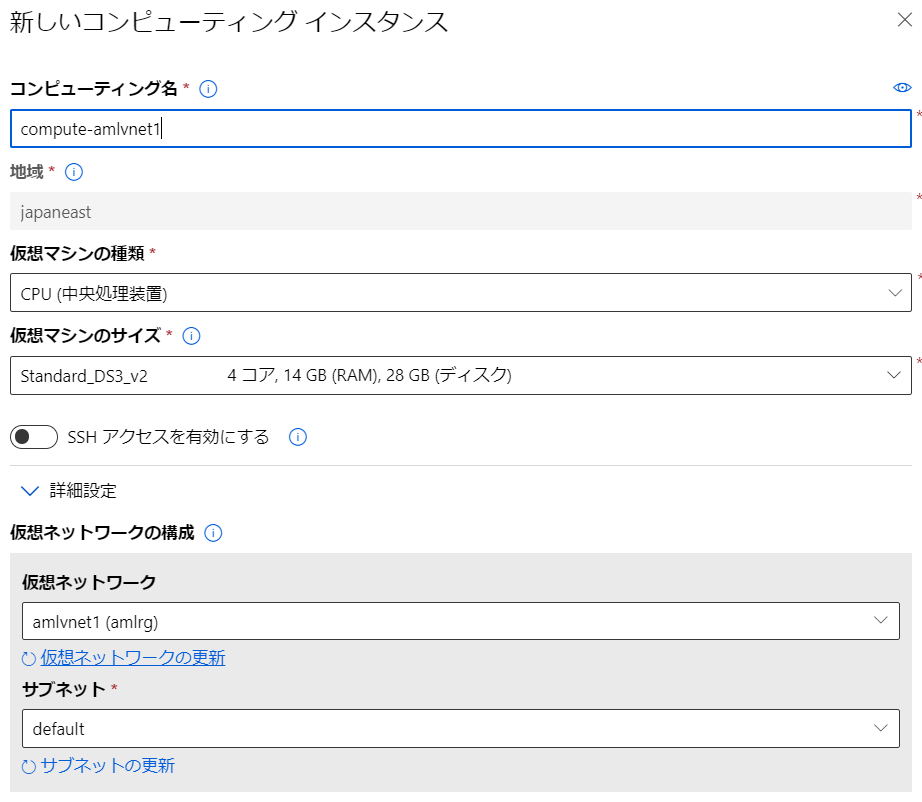 新しいコンピューティング インスタンス
コンピューティング名 *
compute-amlvnet1
*
地域 *
japaneast
*
仮想マシンの種類 *
CPU (中央処理装置)
*
仮想マシンのサイズ *
Standard_DS3_v2 4 コア, 14 GB (RAM), 28 GB (ディスク)
*
SSH アクセスを有効にする
詳細設定
仮想ネットワークの構成
仮想ネットワーク
amlvnet1 (amlrg)
仮想ネットワークの更新
サブネット *
default
サブネットの更新